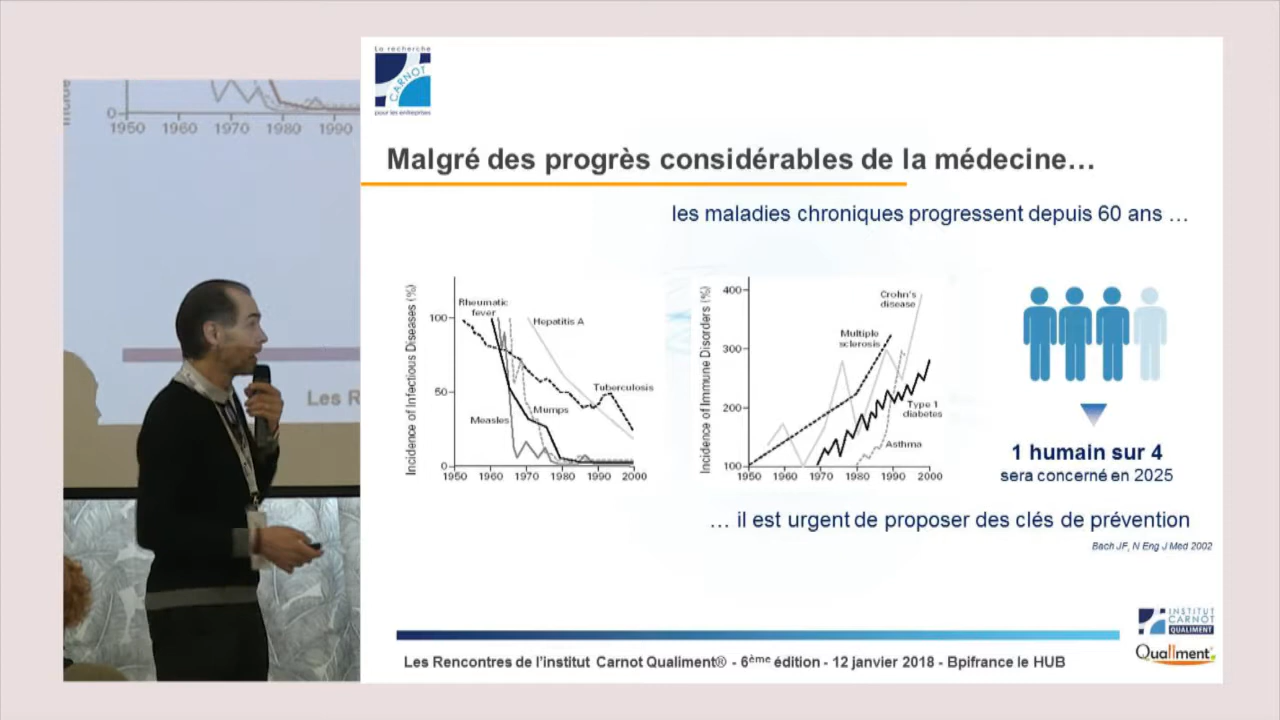 La recherche
CARNOT
pour les entreprises
Malgré des progrès considérables de la médecine…
les maladies chroniques progressent depuis 60 ans …
Incidence of Infectious Diseases (%)
100
50
0
Rheumatic
fever
Hepatitis A
Tuberculosis
Mumps
Measles
1950 1960 1970 1980 1990 2000
Incidence of Immune Disorders (%)
400
300
200
100
Crohn's
disease
Multiple
sclerosis
Type 1
diabetes
Asthma
1950 1960 1970 1980 1990 2000
1 humain sur 4
sera concerné en 2025
… il est urgent de proposer des clés de prévention
Bach JF, N Eng J Med 2002
Les Rencontres de l'institut Carnot Qualiment® - 6ème édition - 12 janvier 2018 - Bpifrance le HUB
INSTITUT
CARNOT
QUALIMENT
Qualiment
0
1950 1960 1970 1980 1990
Les R